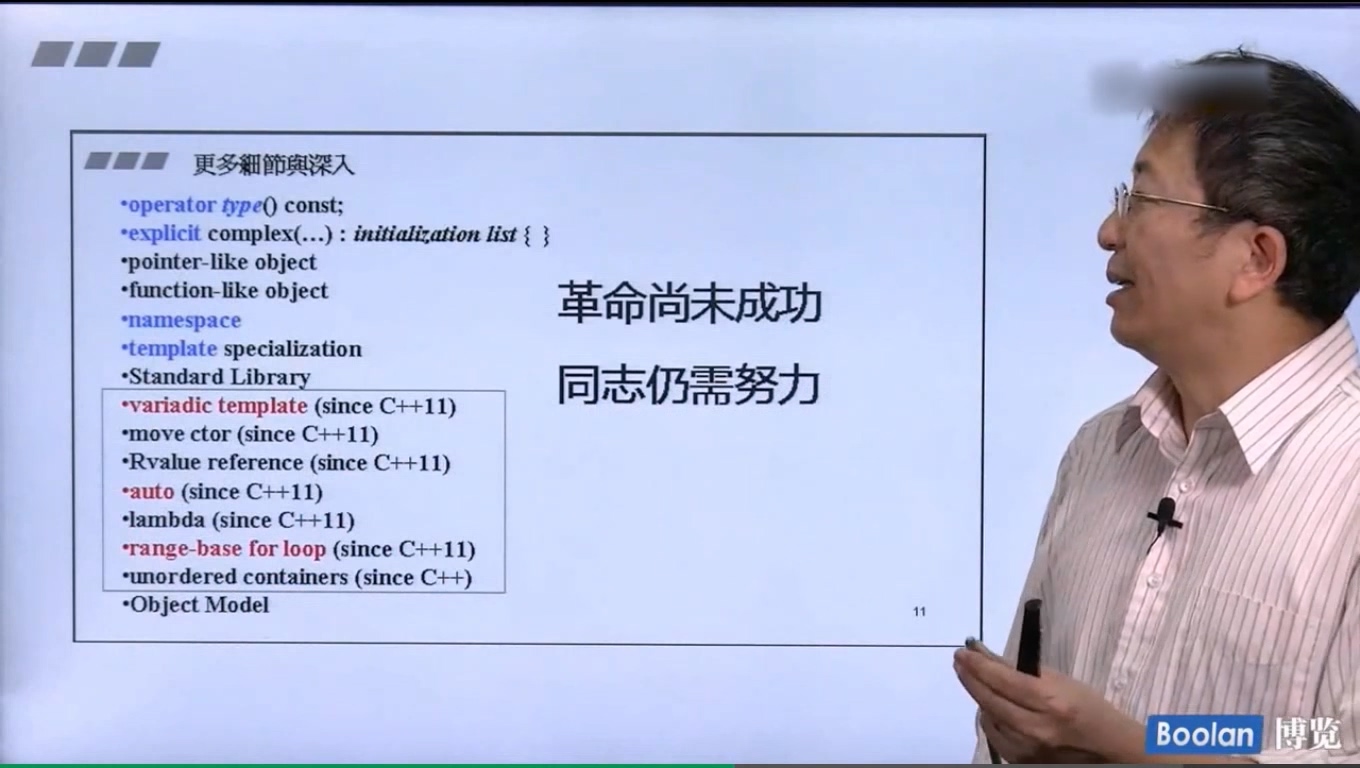 更多細節與深入
•operator type() const;
•explicit complex(…) : initialization list { }
•pointer-like object
•function-like object
•namespace
•template specialization
•Standard Library
•variadic template (since C++11)
•move ctor (since C++11)
•Rvalue reference (since C++11)
•auto (since C++11)
•lambda (since C++11)
•range-base for loop (since C++11)
•unordered containers (since C++)
•Object Model
革命尚未成功
同志仍需努力
11
Boolan 博览